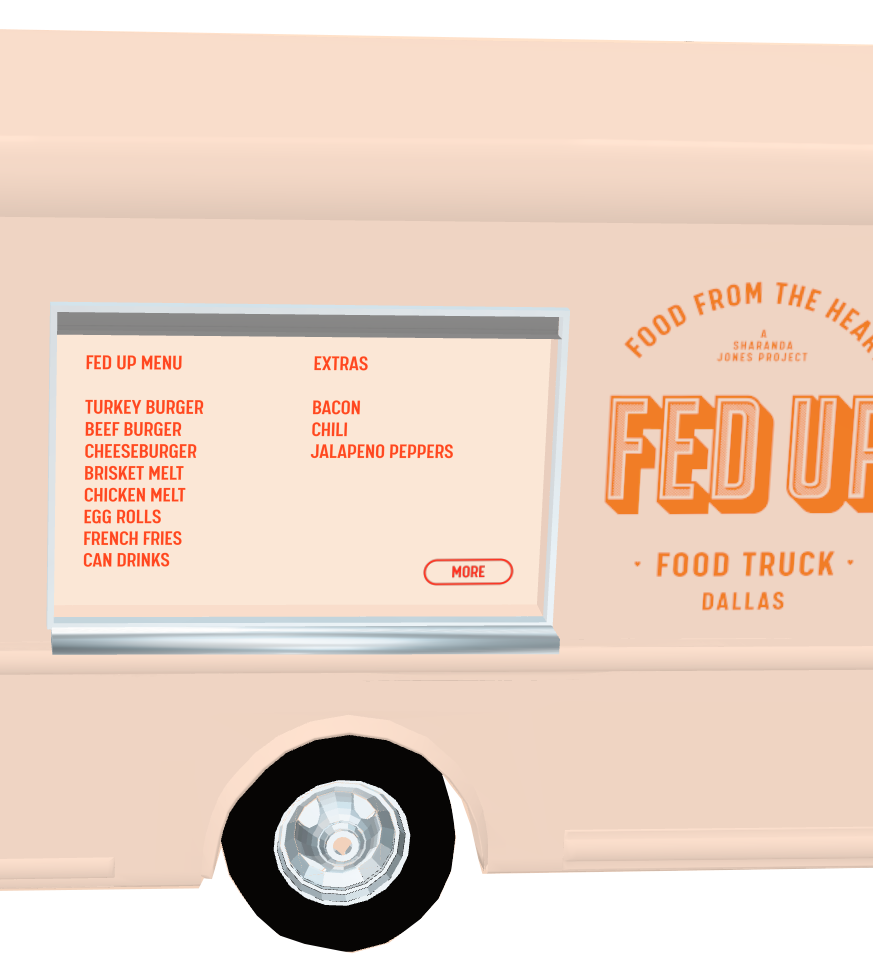 FED UP MENU
TURKEY BURGER
BEEF BURGER
CHEESEBURGER
BRISKET MELT
CHICKEN MELT
EGG ROLLS
FRENCH FRIES
CAN DRINKS
EXTRAS
BACON
CHILI
JALAPENO PEPPERS
MORE
FOOD FROM THE HEAR
A
SHARANDA
JONES PROJECT
FED UP
· FOOD TRUCK ·
DALLAS